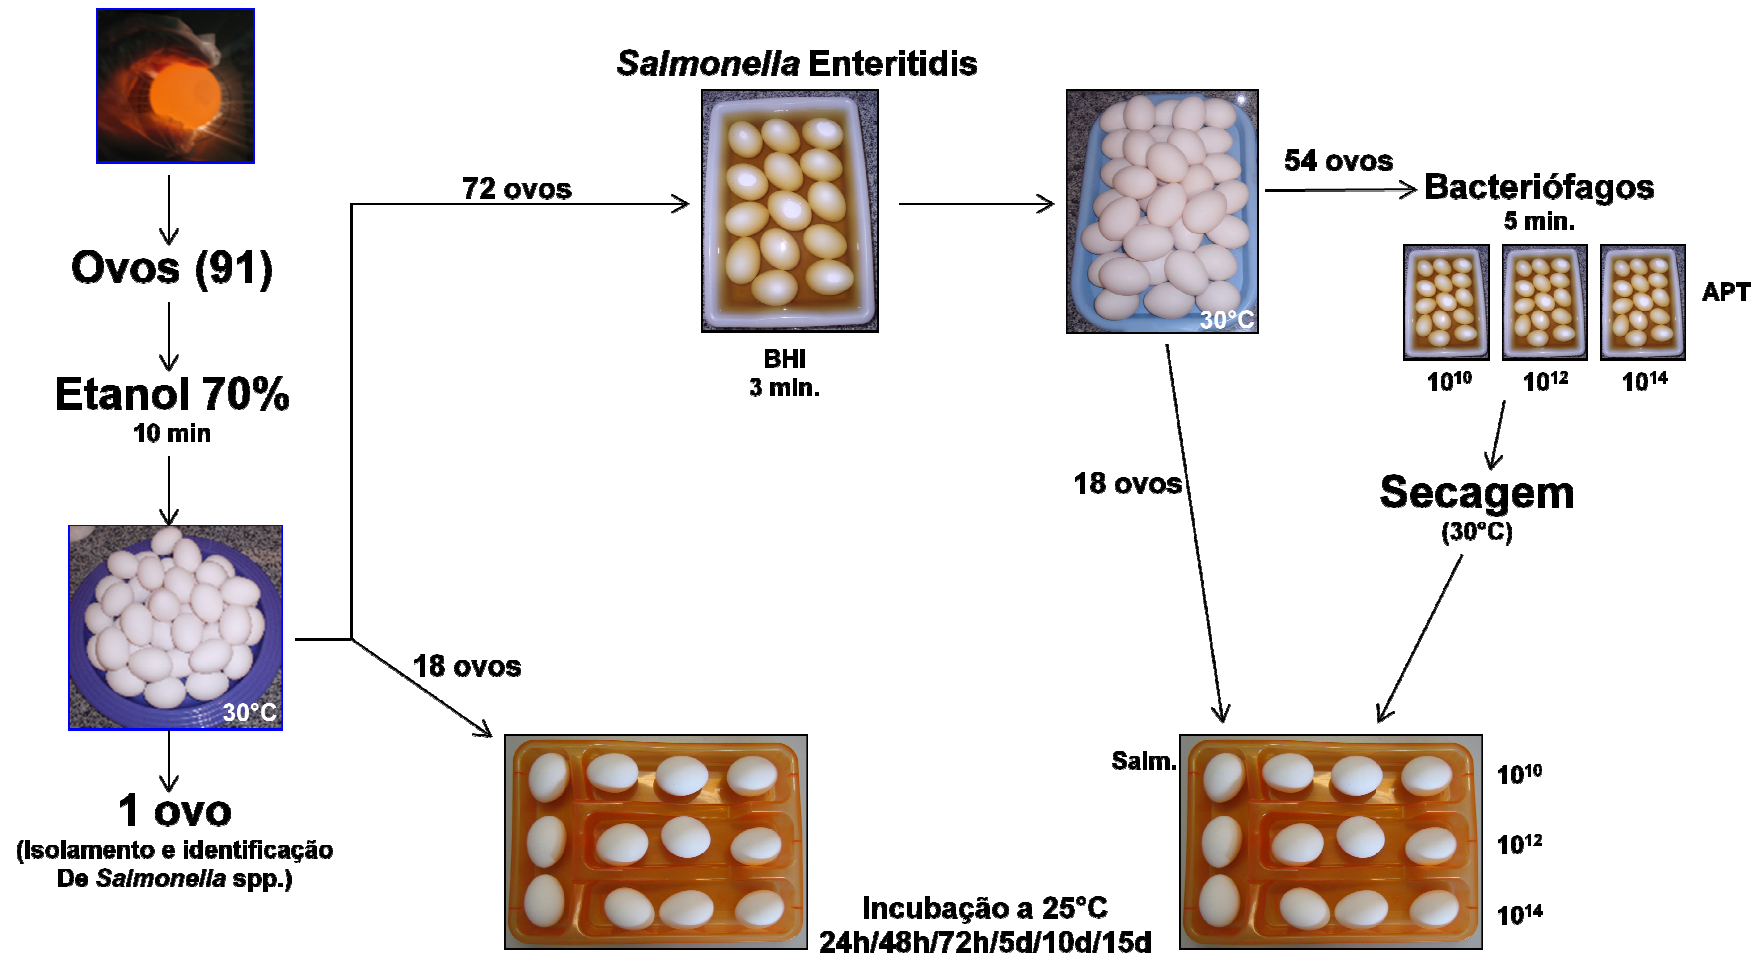 Ovos (91)
Etanol 70%
10 min
30°C
1 ovo
(Isolamento e identificação
De Salmonella spp.)
72 ovos
18 ovos
Salmonella Enteritidis
BHI
3 min.
30°C
54 ovos
Bacteriófagos
5 min.
APT
10¹⁰
10¹²
10¹⁴
Secagem
(30°C)
18 ovos
Salm.
10¹⁰
10¹²
10¹⁴
Incubação a 25°C
24h/48h/72h/5d/10d/15d